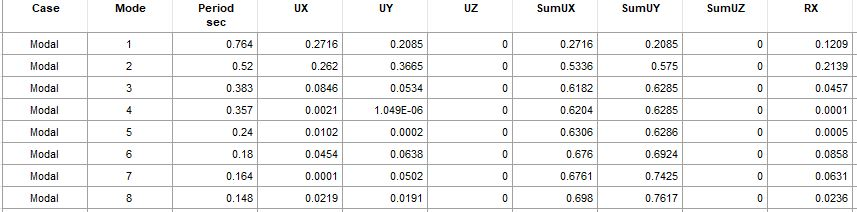 Case Mode Period sec UX UY UZ SumUX SumUY SumUZ RX
Modal 1 0.764 0.2716 0.2085 0 0.2716 0.2085 0 0.1209
Modal 2 0.52 0.262 0.3665 0 0.5336 0.575 0 0.2139
Modal 3 0.383 0.0846 0.0534 0 0.6182 0.6285 0 0.0457
Modal 4 0.357 0.0021 1.049E-06 0 0.6204 0.6285 0 0.0001
Modal 5 0.24 0.0102 0.0002 0 0.6306 0.6286 0 0.0005
Modal 6 0.18 0.0454 0.0638 0 0.676 0.6924 0 0.0858
Modal 7 0.164 0.0001 0.0502 0 0.6761 0.7425 0 0.0631
Modal 8 0.148 0.0219 0.0191 0 0.698 0.7617 0 0.0236